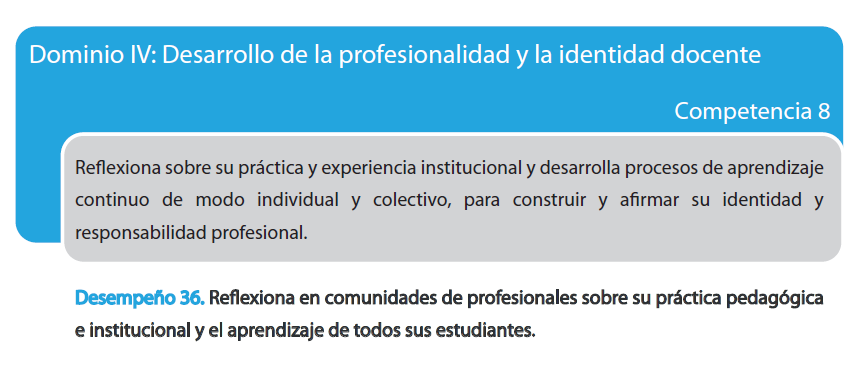 Dominio IV: Desarrollo de la profesionalidad y la identidad docente
Competencia 8
Reflexiona sobre su práctica y experiencia institucional y desarrolla procesos de aprendizaje
continuo de modo individual y colectivo, para construir y afirmar su identidad y
responsabilidad profesional.
Desempeño 36. Reflexiona en comunidades de profesionales sobre su práctica pedagógica
e institucional y el aprendizaje de todos sus estudiantes.